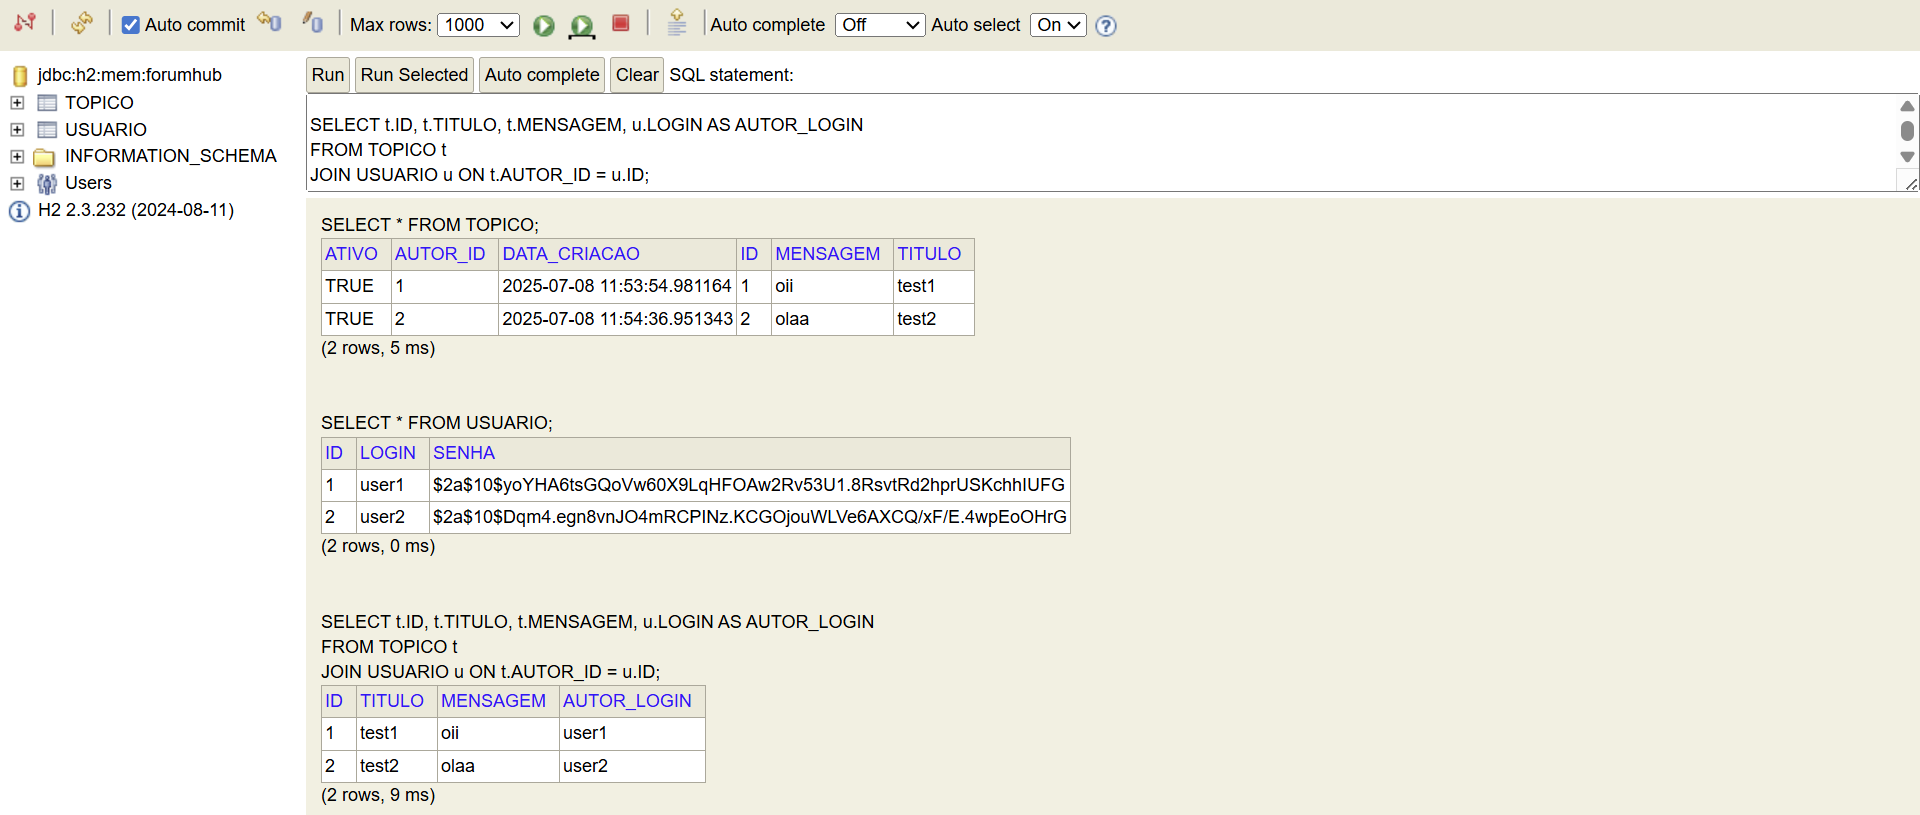 Auto commit Max rows: 1000 Auto complete Off Auto select On ?
jdbc:h2:mem:forumhub
TOPICO
USUARIO
INFORMATION_SCHEMA
Users
H2 2.3.232 (2024-08-11)
Run Run Selected Auto complete Clear SQL statement:
SELECT t.ID, t.TITULO, t.MENSAGEM, u.LOGIN AS AUTOR_LOGIN
FROM TOPICO t
JOIN USUARIO u ON t.AUTOR_ID = u.ID;
SELECT * FROM TOPICO;
ATIVO AUTOR_ID DATA_CRIACAO ID MENSAGEM TITULO
TRUE 1 2025-07-08 11:53:54.981164 1 oii test1
TRUE 2 2025-07-08 11:54:36.951343 2 olaa test2
(2 rows, 5 ms)
SELECT * FROM USUARIO;
ID LOGIN SENHA
1 user1 $2a$10$yoYHA6tsGQoVw60X9LqHFOAw2Rv53U1.8RsvtRd2hprUSKchhIUFG
2 user2 $2a$10$Dqm4.egn8vnJO4mRCPINz.KCGOjouWLVe6AXCQ/xF/E.4wpEoOHrG
(2 rows, 0 ms)
SELECT t.ID, t.TITULO, t.MENSAGEM, u.LOGIN AS AUTOR_LOGIN
FROM TOPICO t
JOIN USUARIO u ON t.AUTOR_ID = u.ID;
ID TITULO MENSAGEM AUTOR_LOGIN
1 test1 oii user1
2 test2 olaa user2
(2 rows, 9 ms)